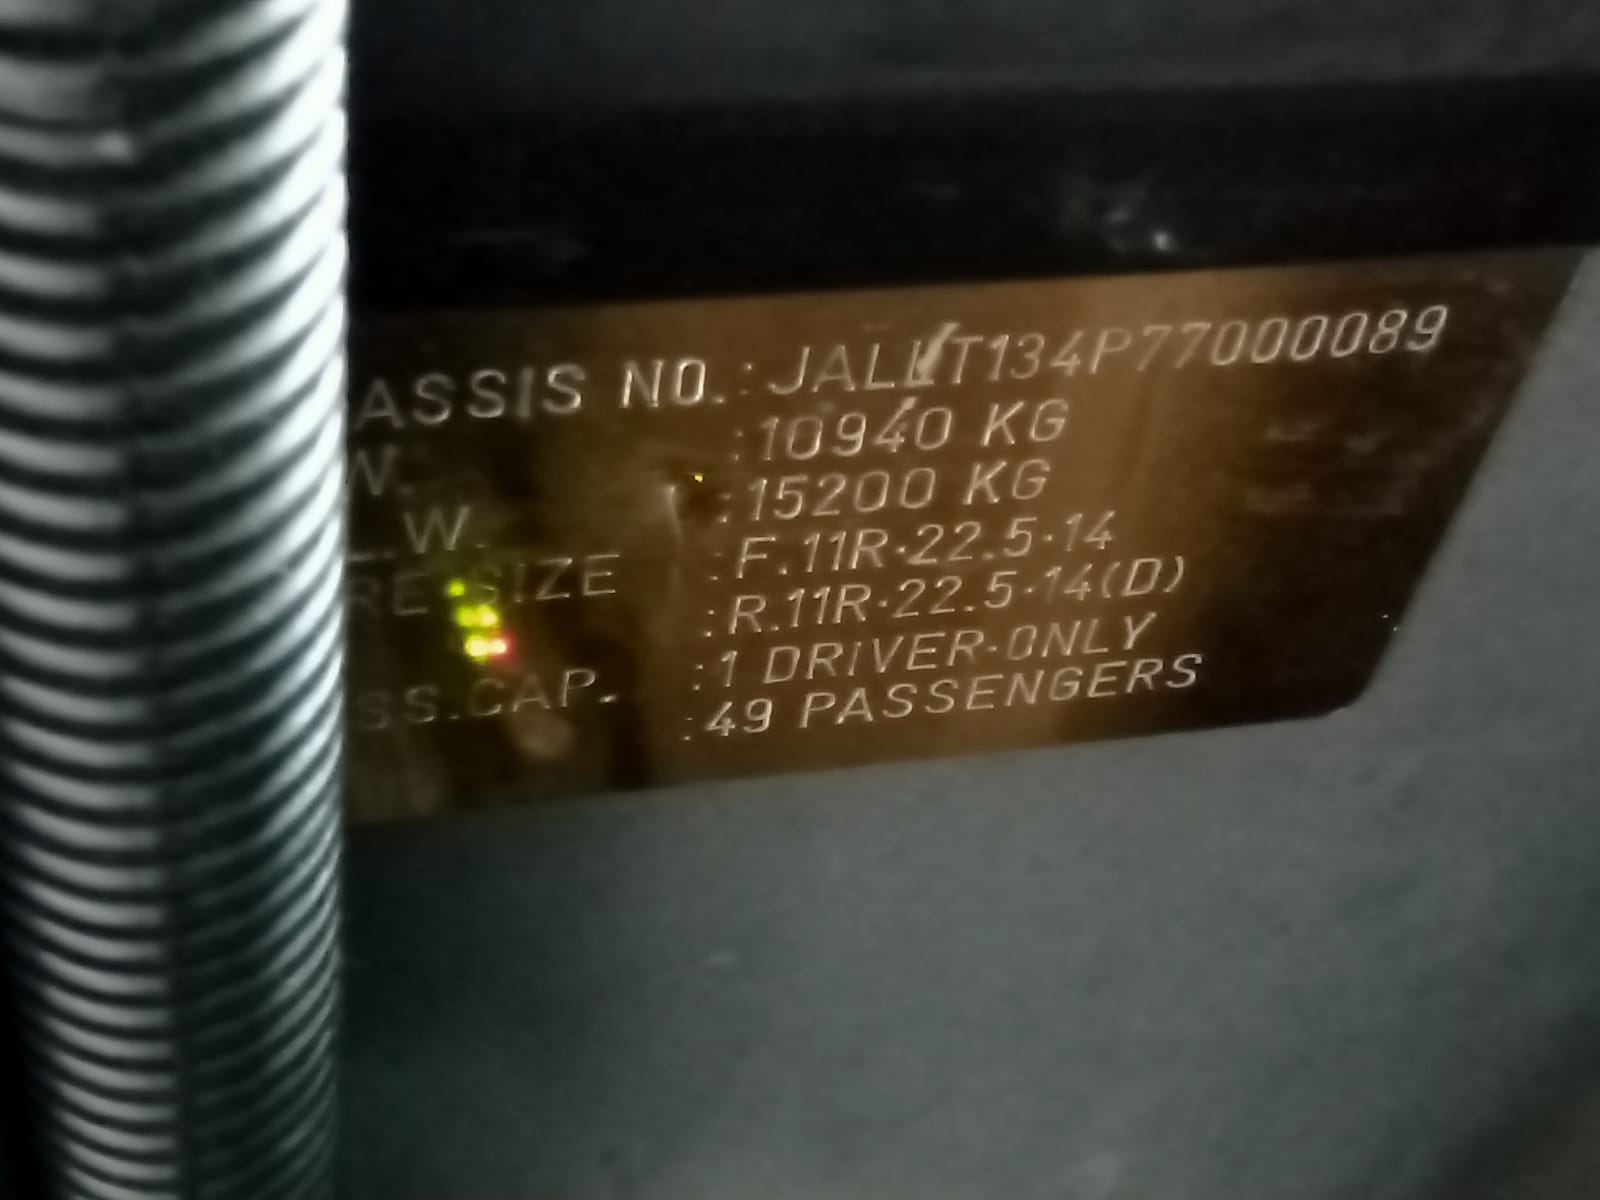 ASSIS NO.: JALLT134P77000089
W. :10940 KG
L.W. :15200 KG
RE SIZE :F.11R-22.5-14
:R.11R-22.5-14(D)
SS.CAP. :1 DRIVER-ONLY
:49 PASSENGERS